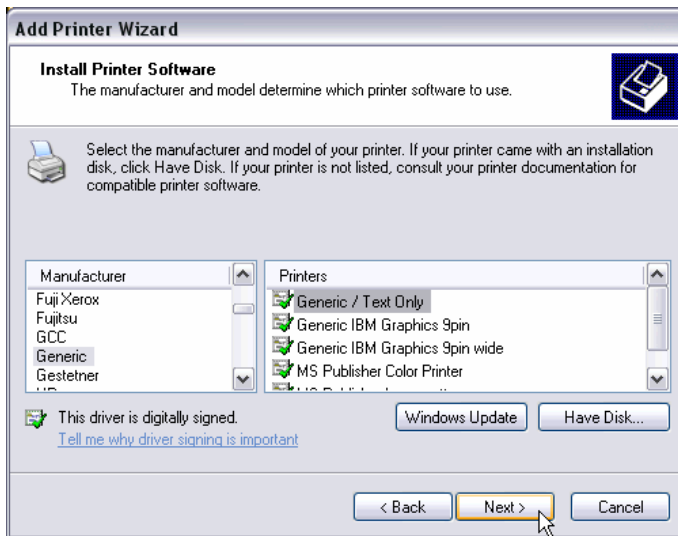 Add Printer Wizard
Install Printer Software
The manufacturer and model determine which printer software to use.
Select the manufacturer and model of your printer. If your printer came with an installation
disk, click Have Disk. If your printer is not listed, consult your printer documentation for
compatible printer software.
Manufacturer
Fuji Xerox
Fujitsu
GCC
Generic
Gestetner
Printers
Generic / Text Only
Generic IBM Graphics 9pin
Generic IBM Graphics 9pin wide
MS Publisher Color Printer
This driver is digitally signed.
Tell me why driver signing is important
Windows Update
Have Disk...
< Back
Next >
Cancel